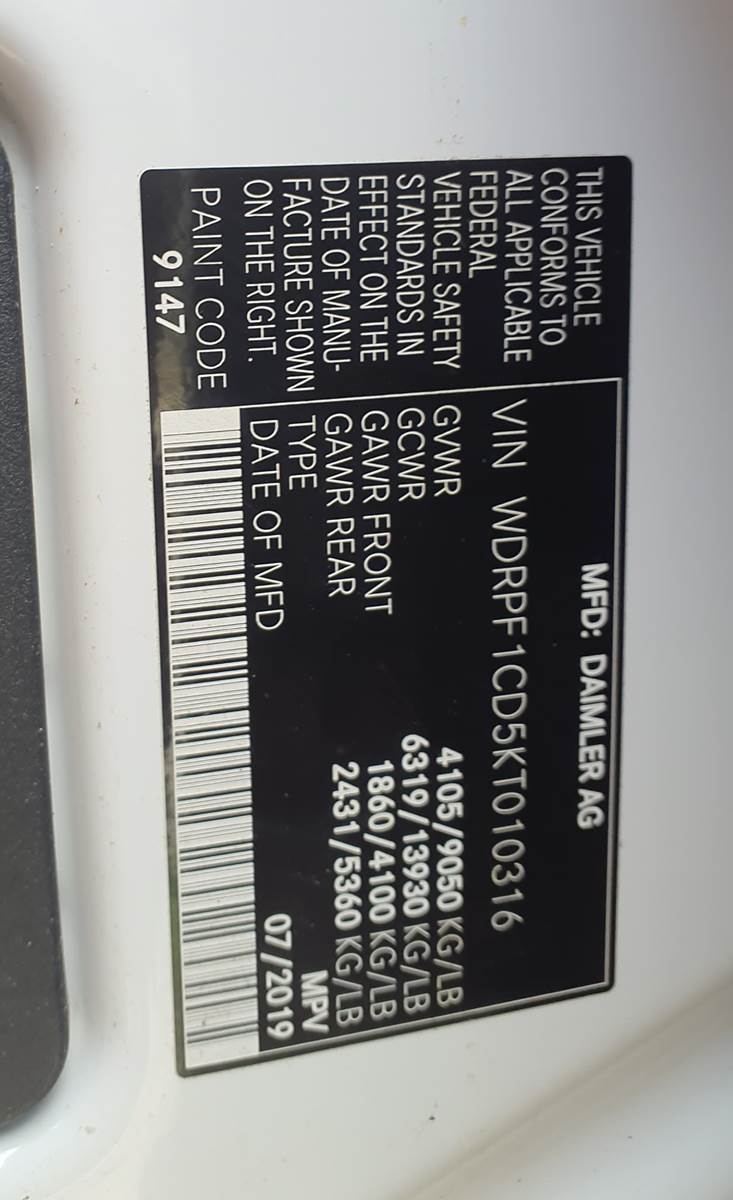 THIS VEHICLE
CONFORMS TO
ALL APPLICABLE
FEDERAL
VEHICLE SAFETY
STANDARDS IN
EFFECT ON THE
DATE OF MANU-
FACTURE SHOWN
ON THE RIGHT.
PAINT CODE
9147
MFD: DAIMLER AG
VIN WDRPF1CD5KT010316
GVWR 4105/9050 KG/LB
GCWR 6319/13930 KG/LB
GAWR FRONT 1860/4100 KG/LB
GAWR REAR 2431/5360 KG/LB
TYPE MPV
DATE OF MFD 07/2019